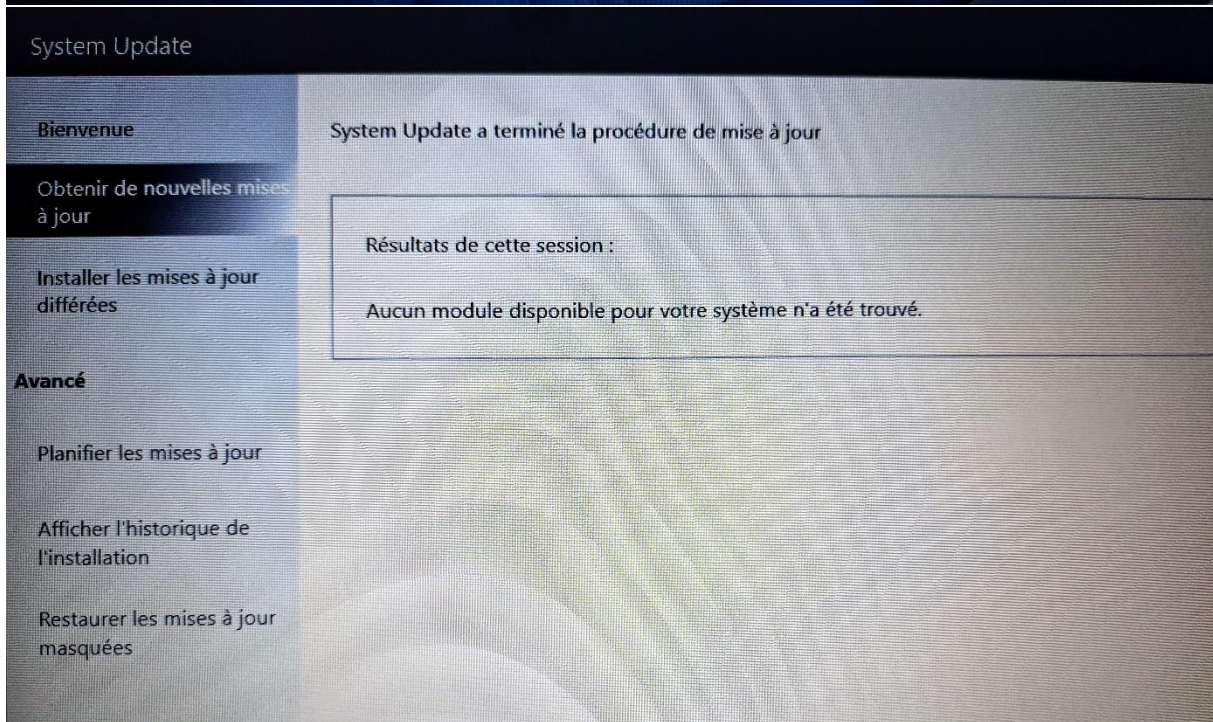 System Update
Bienvenue
Obtenir de nouvelles mises
à jour
Installer les mises à jour
différées
Avancé
Planifier les mises à jour
Afficher l'historique de
l'installation
Restaurer les mises à jour
masquées
System Update a terminé la procédure de mise à jour
Résultats de cette session :
Aucun module disponible pour votre système n'a été trouvé.